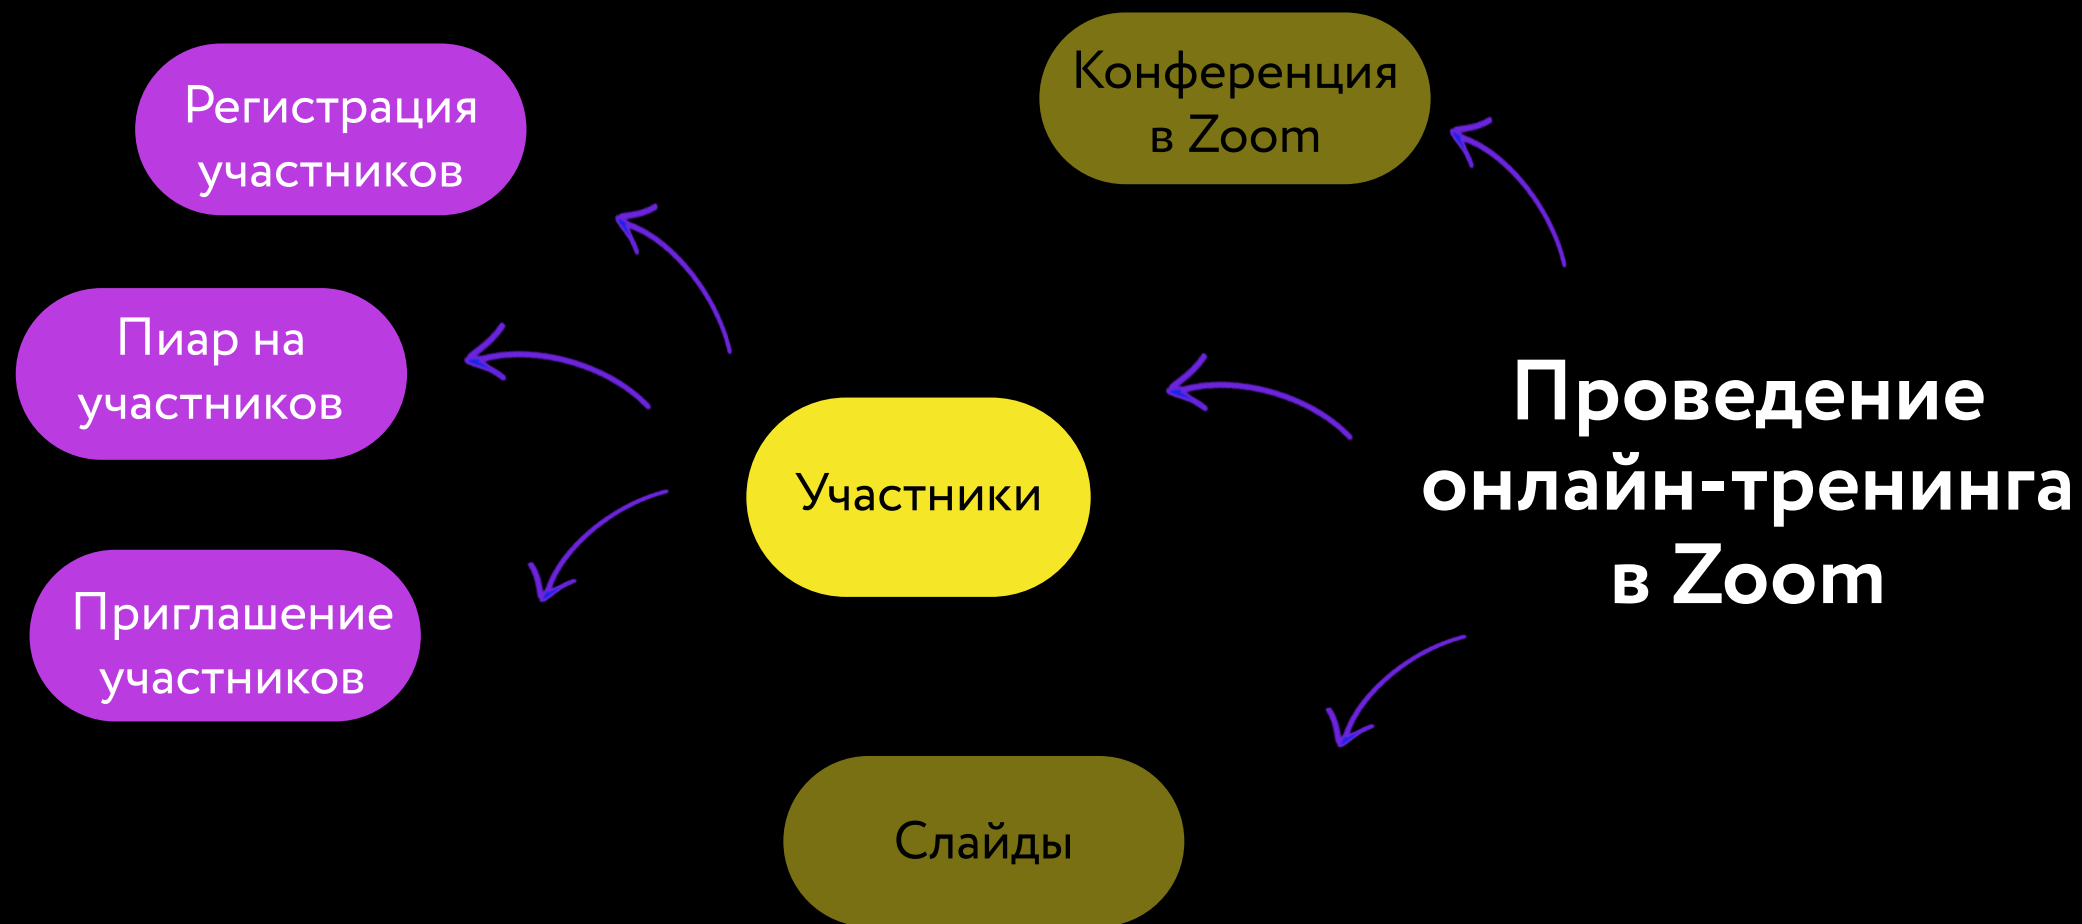 Регистрация
участников
Конференция
в Zoom
Пиар на
участников
Участники
Проведение
онлайн-тренинга
в Zoom
Приглашение
участников
Слайды